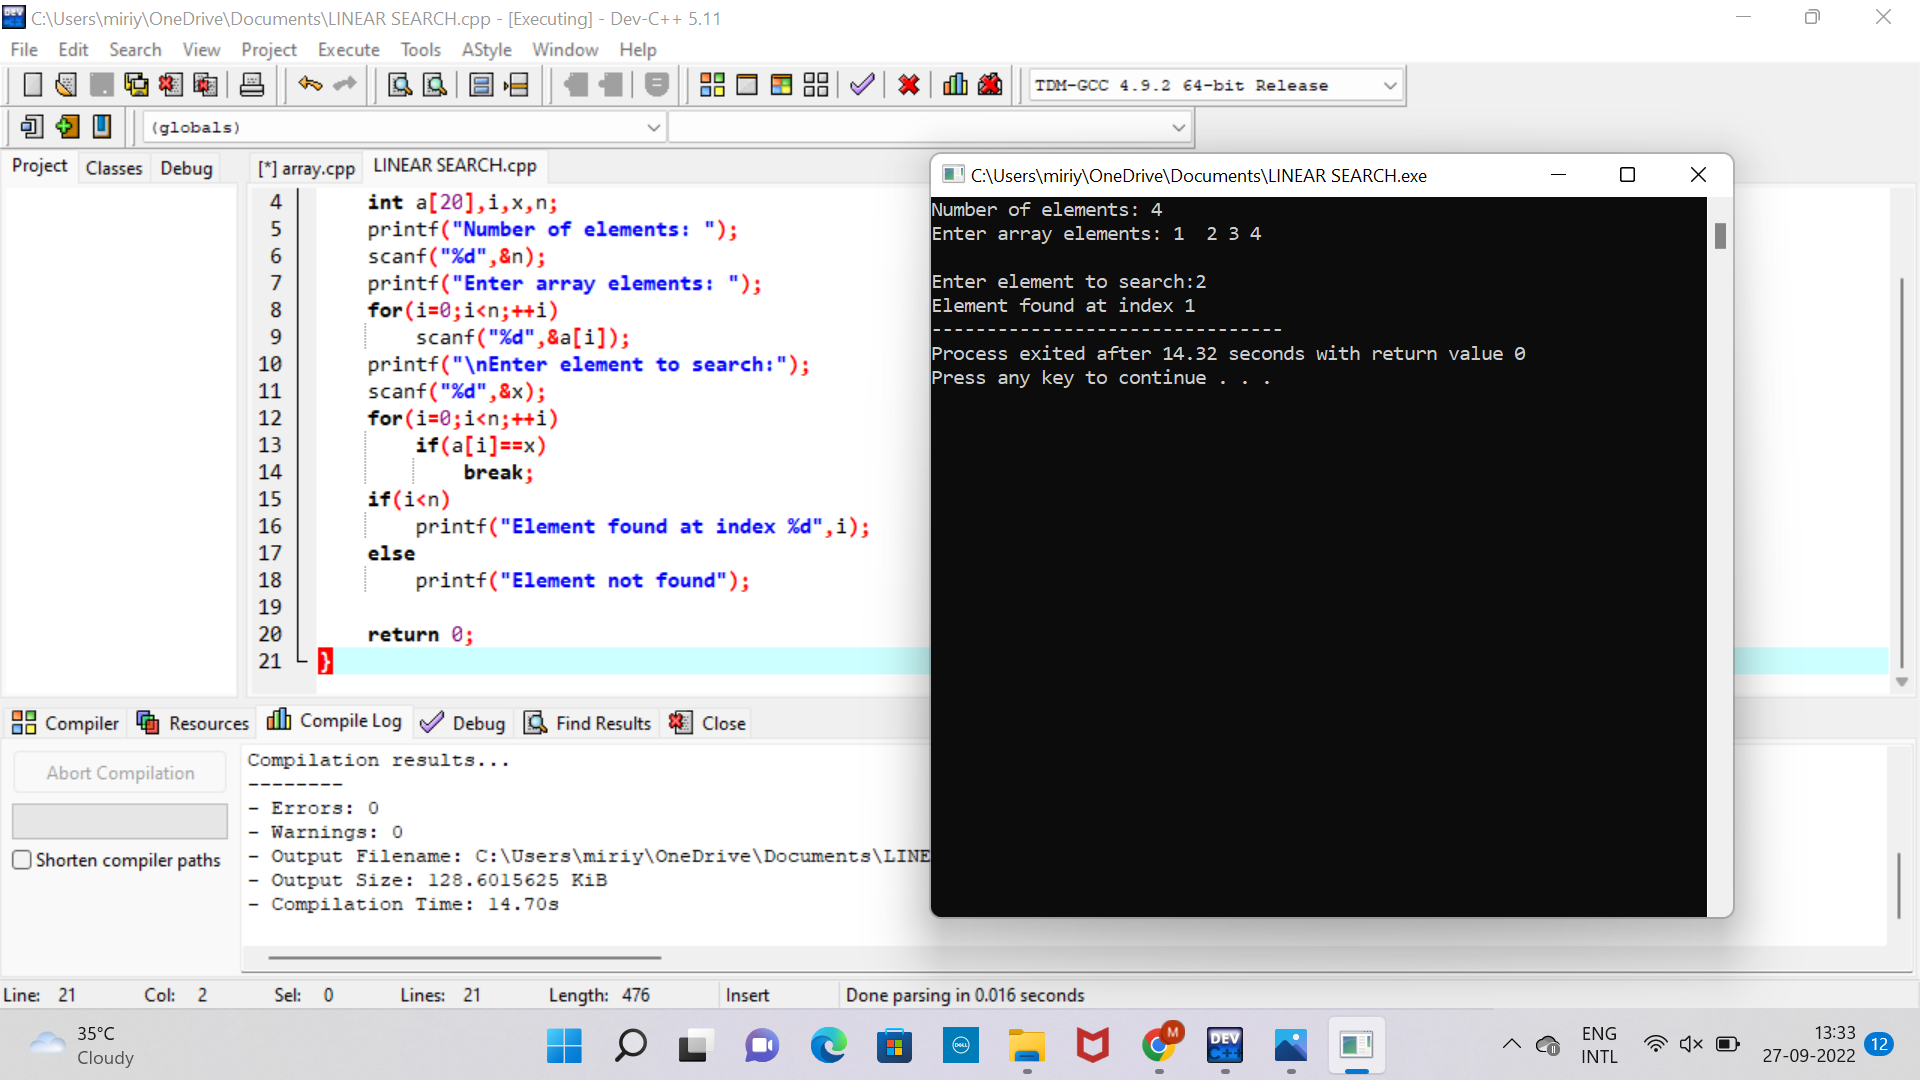 C:\Users\miriy\OneDrive\Documents\LINEAR SEARCH.cpp - [Executing] - Dev-C++ 5.11
File Edit Search View Project Execute Tools AStyle Window Help
TDM-GCC 4.9.2 64-bit Release
(globals)
Project Classes Debug
[*] array.cpp LINEAR SEARCH.cpp
4 int a[20],i,x,n;
5 printf("Number of elements: ");
6 scanf("%d",&n);
7 printf("Enter array elements: ");
8 for(i=0;i<n;++i)
9 scanf("%d",&a[i]);
10 printf("\nEnter element to search:");
11 scanf("%d",&x);
12 for(i=0;i<n;++i)
13 if(a[i]==x)
14 break;
15 if(i<n)
16 printf("Element found at index %d",i);
17 else
18 printf("Element not found");
19
20 return 0;
21 }
C:\Users\miriy\OneDrive\Documents\LINEAR SEARCH.exe
Number of elements: 4
Enter array elements: 1  2 3 4
Enter element to search:2
Element found at index 1
--------------------------------
Process exited after 14.32 seconds with return value 0
Press any key to continue . . .
Compiler Resources Compile Log Debug Find Results Close
Abort Compilation
Shorten compiler paths
Compilation results...
--------
- Errors: 0
- Warnings: 0
- Output Filename: C:\Users\miriy\OneDrive\Documents\LINE
- Output Size: 128.6015625 KiB
- Compilation Time: 14.70s
Line: 21 Col: 2 Sel: 0 Lines: 21 Length: 476 Insert Done parsing in 0.016 seconds
35°C
Cloudy
DELL
M
DEV
C++
ENG
INTL
13:33
27-09-2022
12